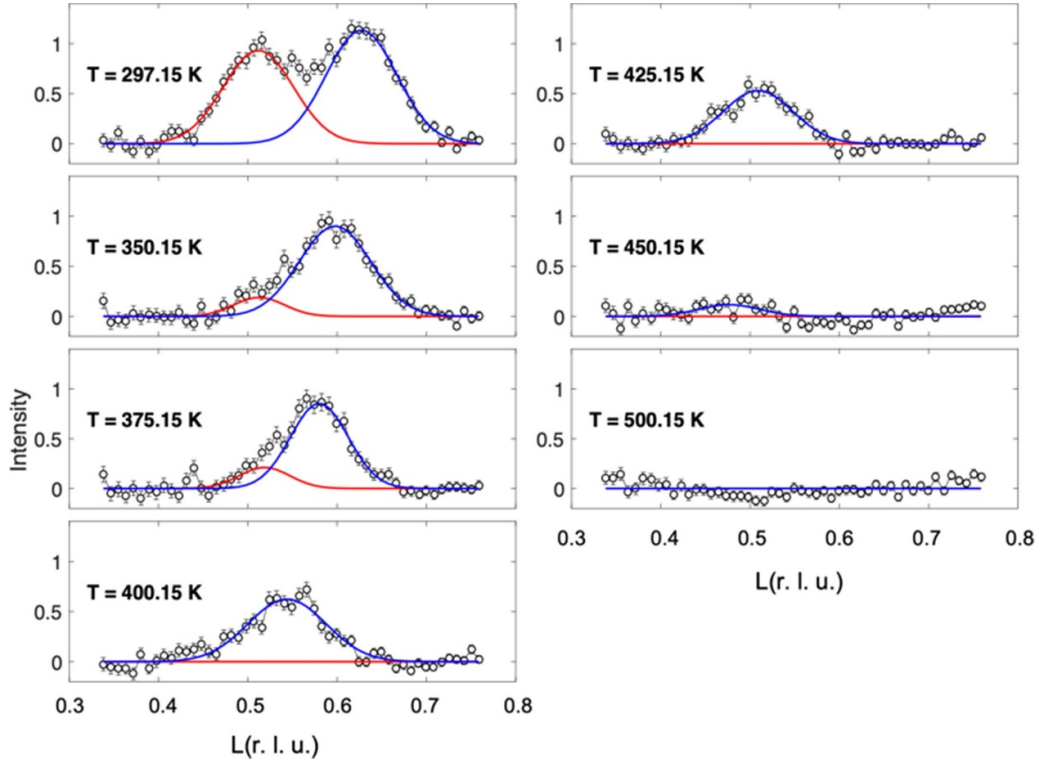 1
T = 297.15 K
0.5
0
1
T = 350.15 K
0.5
0
Intensity
1
T = 375.15 K
0.5
0
1
T = 400.15 K
0.5
0
0.3 0.4 0.5 0.6 0.7 0.8
L(r. l. u.)
1
T = 425.15 K
0.5
0
1
T = 450.15 K
0.5
0
1
T = 500.15 K
0.5
0
0.3 0.4 0.5 0.6 0.7 0.8
L(r. l. u.)